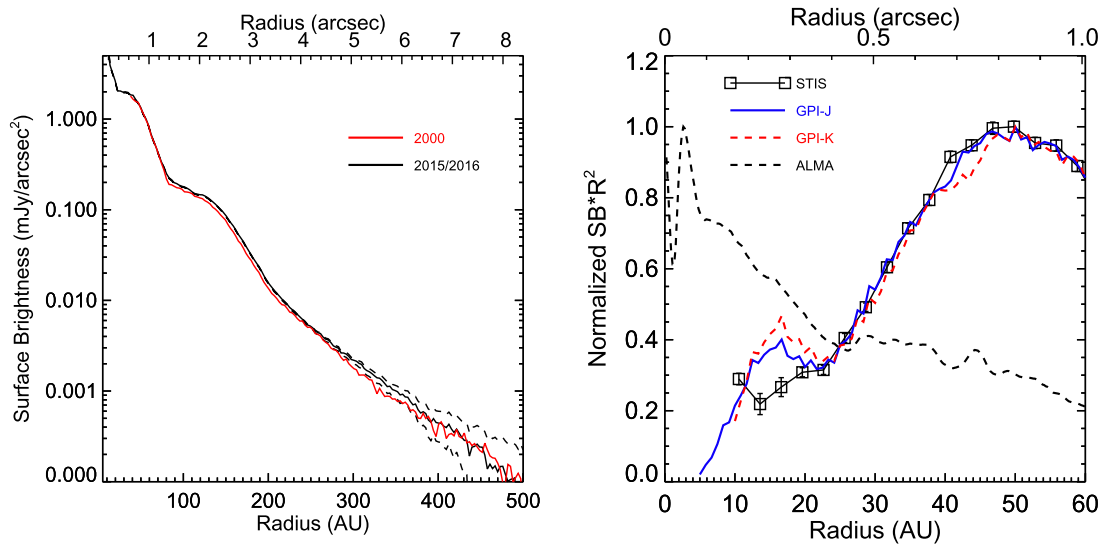 Radius (arcsec)
1 2 3 4 5 6 7 8
Surface Brightness (mJy/arcsec²)
1.000
0.100
0.010
0.001
0.000
2000
2015/2016
100 200 300 400 500
Radius (AU)
Radius (arcsec)
0 0.5 1.0
Normalized SB*R²
1.2
1.0
0.8
0.6
0.4
0.2
0.0
STIS
GPI-J
GPI-K
ALMA
0 10 20 30 40 50 60
Radius (AU)